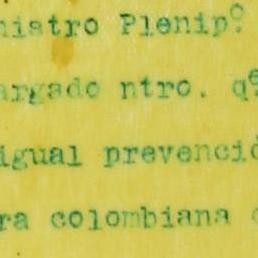 nistro Plenipº.
argado ntro. qe
igual prevenció
ra colombiana